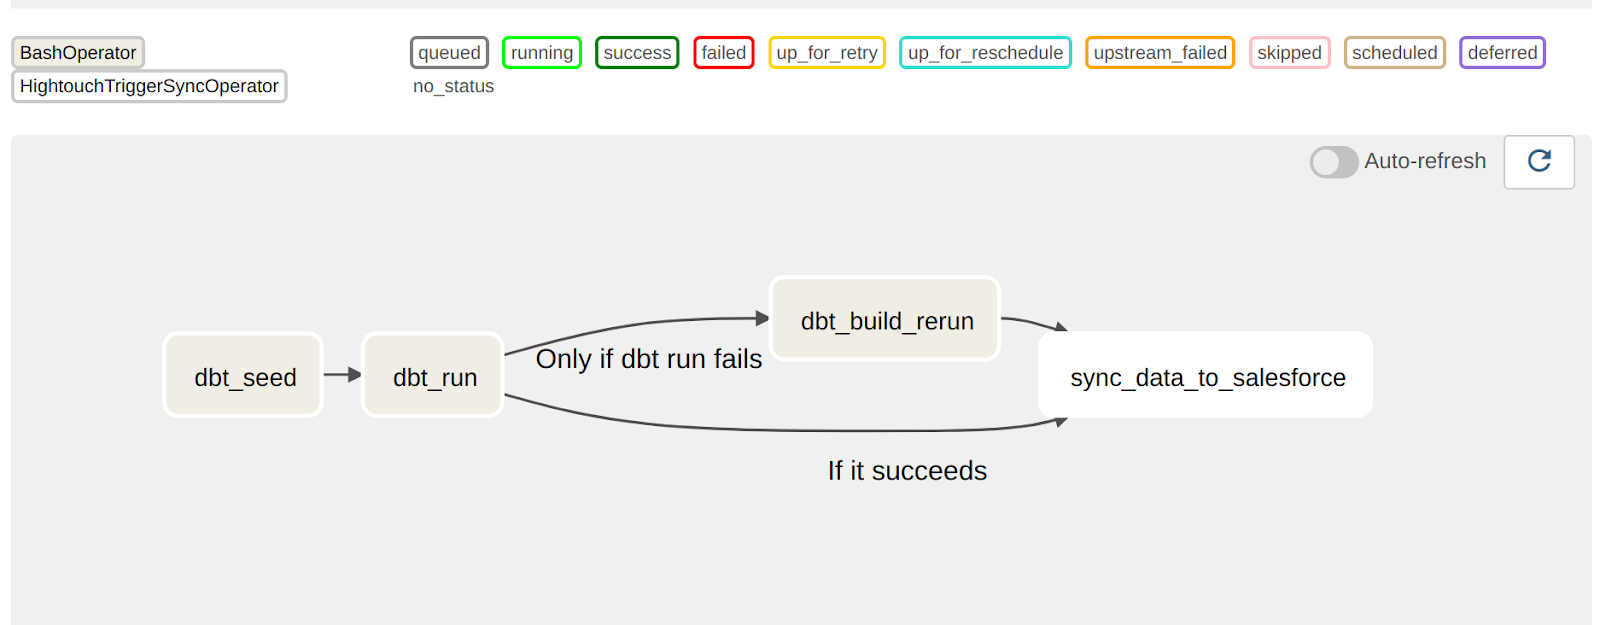 BashOperator queued running success failed up_for_retry up_for_reschedule upstream_failed skipped scheduled deferred
HightouchTriggerSyncOperator no_status
Auto-refresh
dbt_build_rerun
Only if dbt run fails
dbt_seed dbt_run sync_data_to_salesforce
If it succeeds